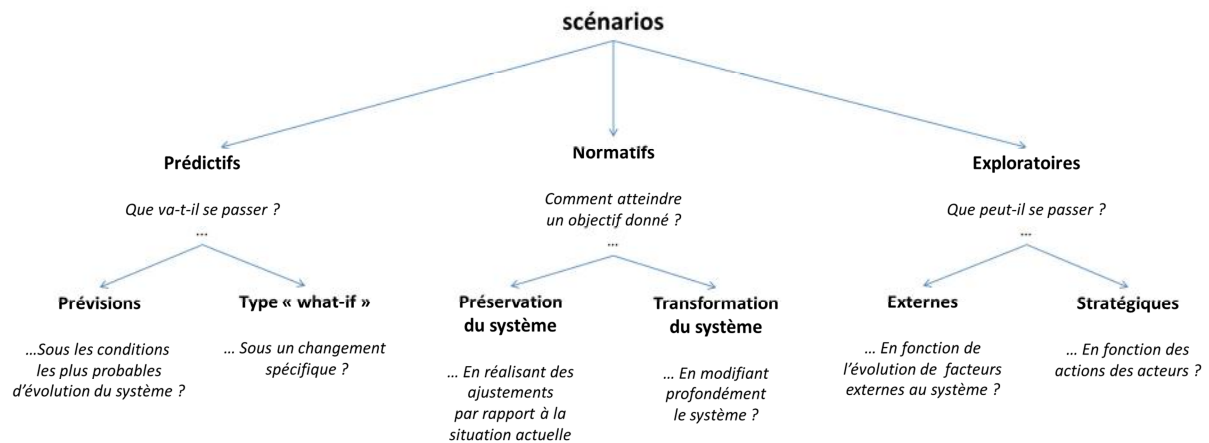 scénarios
Prédictifs
Que va-t-il se passer ?
...
Prévisions
...Sous les conditions
les plus probables
d'évolution du système ?
Type « what-if »
... Sous un changement
spécifique ?
Normatifs
Comment atteindre
un objectif donné ?
...
Préservation
du système
... En réalisant des
ajustements
par rapport à la
situation actuelle
Transformation
du système
... En modifiant
profondément
le système ?
Exploratoires
Que peut-il se passer ?
...
Externes
... En fonction de
l'évolution de facteurs
externes au système ?
Stratégiques
... En fonction des
actions des acteurs ?